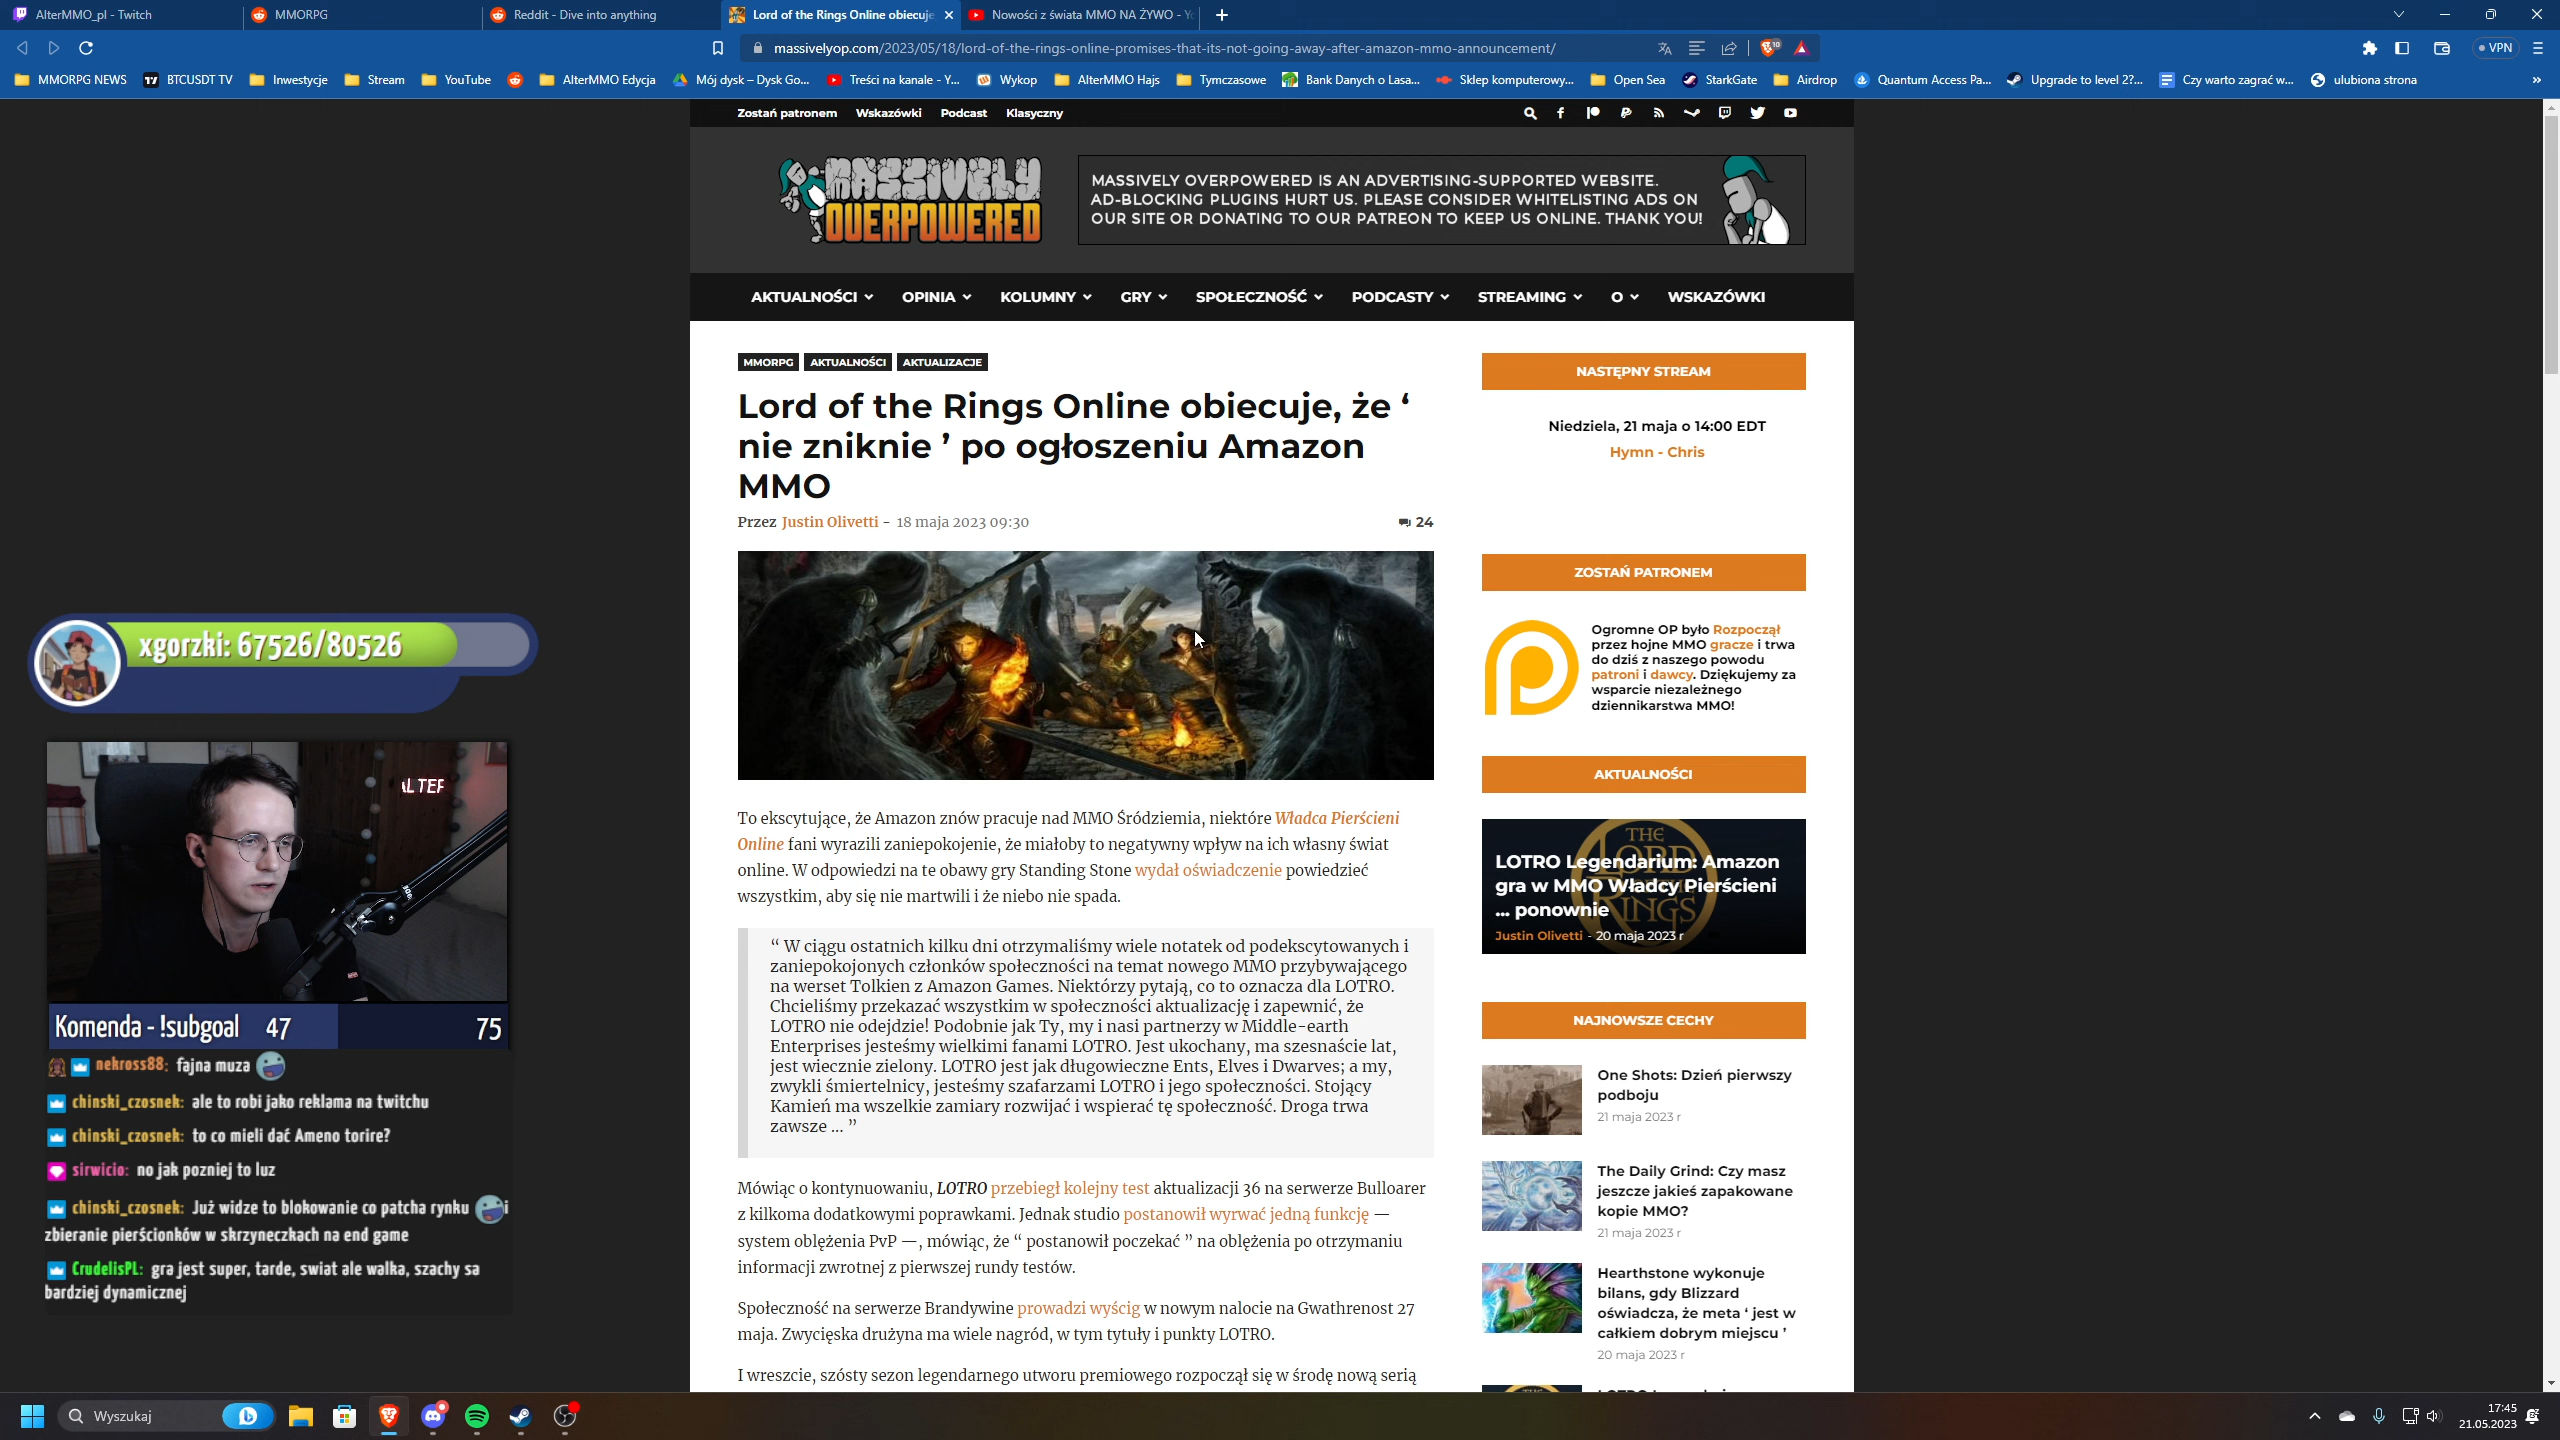 AlterMMO_pl - Twitch
MMORPG
Reddit - Dive into anything
Lord of the Rings Online obiecuje
Nowości z świata MMO NA ŻYWO - Yo
massivelyop.com/2023/05/18/lord-of-the-rings-online-promises-that-its-not-going-away-after-amazon-mmo-announcement/
VPN
MMORPG NEWS
BTCUSDT TV
Inwestycje
Stream
YouTube
AlterMMO Edycja
Mój dysk – Dysk Go...
Treści na kanale - Y...
Wykop
AlterMMO Hajs
Tymczasowe
Bank Danych o Lasa...
Sklep komputerowy...
Open Sea
StarkGate
Airdrop
Quantum Access Pa...
Upgrade to level 2?...
Czy warto zagrać w...
ulubiona strona
Zostań patronem
Wskazówki
Podcast
Klasyczny
MASSIVELY
OVERPOWERED
MASSIVELY OVERPOWERED IS AN ADVERTISING-SUPPORTED WEBSITE.
AD-BLOCKING PLUGINS HURT US. PLEASE CONSIDER WHITELISTING ADS ON
OUR SITE OR DONATING TO OUR PATREON TO KEEP US ONLINE. THANK YOU!
AKTUALNOŚCI
OPINIA
KOLUMNY
GRY
SPOŁECZNOŚĆ
PODCASTY
STREAMING
O
WSKAZÓWKI
MMORPG
AKTUALNOŚCI
AKTUALIZACJE
Lord of the Rings Online obiecuje, że ‘
nie zniknie ’ po ogłoszeniu Amazon
MMO
Przez Justin Olivetti - 18 maja 2023 09:30
24
To ekscytujące, że Amazon znów pracuje nad MMO Śródziemia, niektóre Władca Pierścieni
Online fani wyrazili zaniepokojenie, że miałoby to negatywny wpływ na ich własny świat
online. W odpowiedzi na te obawy gry Standing Stone wydał oświadczenie powiedzieć
wszystkim, aby się nie martwili i że niebo nie spada.
“ W ciągu ostatnich kilku dni otrzymaliśmy wiele notatek od podekscytowanych i
zaniepokojonych członków społeczności na temat nowego MMO przybywającego
na werset Tolkien z Amazon Games. Niektórzy pytają, co to oznacza dla LOTRO.
Chcieliśmy przekazać wszystkim w społeczności aktualizację i zapewnić, że
LOTRO nie odejdzie! Podobnie jak Ty, my i nasi partnerzy w Middle-earth
Enterprises jesteśmy wielkimi fanami LOTRO. Jest ukochany, ma szesnaście lat,
jest wiecznie zielony. LOTRO jest jak długowieczne Ents, Elves i Dwarves; a my,
zwykli śmiertelnicy, jesteśmy szafarzami LOTRO i jego społeczności. Stojący
Kamień ma wszelkie zamiary rozwijać i wspierać tę społeczność. Droga trwa
zawsze ... ”
Mówiąc o kontynuowaniu, LOTRO przebiegł kolejny test aktualizacji 36 na serwerze Bulloarer
z kilkoma dodatkowymi poprawkami. Jednak studio postanowił wyrwać jedną funkcję —
system oblężenia PvP —, mówiąc, że “ postanowił poczekać ” na oblężenia po otrzymaniu
informacji zwrotnej z pierwszej rundy testów.
Społeczność na serwerze Brandywine prowadzi wyścig w nowym nalocie na Gwathrenost 27
maja. Zwycięska drużyna ma wiele nagród, w tym tytuły i punkty LOTRO.
I wreszcie, szósty sezon legendarnego utworu premiowego rozpoczął się w środę nową serią
NASTĘPNY STREAM
Niedziela, 21 maja o 14:00 EDT
Hymn - Chris
ZOSTAŃ PATRONEM
Ogromne OP było Rozpoczął
przez hojne MMO gracze i trwa
do dziś z naszego powodu
patroni i dawcy. Dziękujemy za
wsparcie niezależnego
dziennikarstwa MMO!
AKTUALNOŚCI
THE
LORD
RINGS
LOTRO Legendarium: Amazon
gra w MMO Władcy Pierścieni
... ponownie
Justin Olivetti - 20 maja 2023 r
NAJNOWSZE CECHY
One Shots: Dzień pierwszy
podboju
21 maja 2023 r
The Daily Grind: Czy masz
jeszcze jakieś zapakowane
kopie MMO?
21 maja 2023 r
Hearthstone wykonuje
bilans, gdy Blizzard
oświadcza, że meta ‘ jest w
całkiem dobrym miejscu ’
20 maja 2023 r
xgorzki: 67526/80526
ALTER
Komenda - !subgoal 47 75
nekross88: fajna muza
chinski_czosnek: ale to robi jako reklama na twitchu
chinski_czosnek: to co mieli dać Ameno torire?
sirwicio: no jak pozniej to luz
chinski_czosnek: Już widze to blokowanie co patcha rynku i
zbieranie pierścionków w skrzyneczkach na end game
CrudelisPL: gra jest super, tarde, swiat ale walka, szachy sa
bardziej dynamicznej
Wyszukaj
17:45
21.05.2023